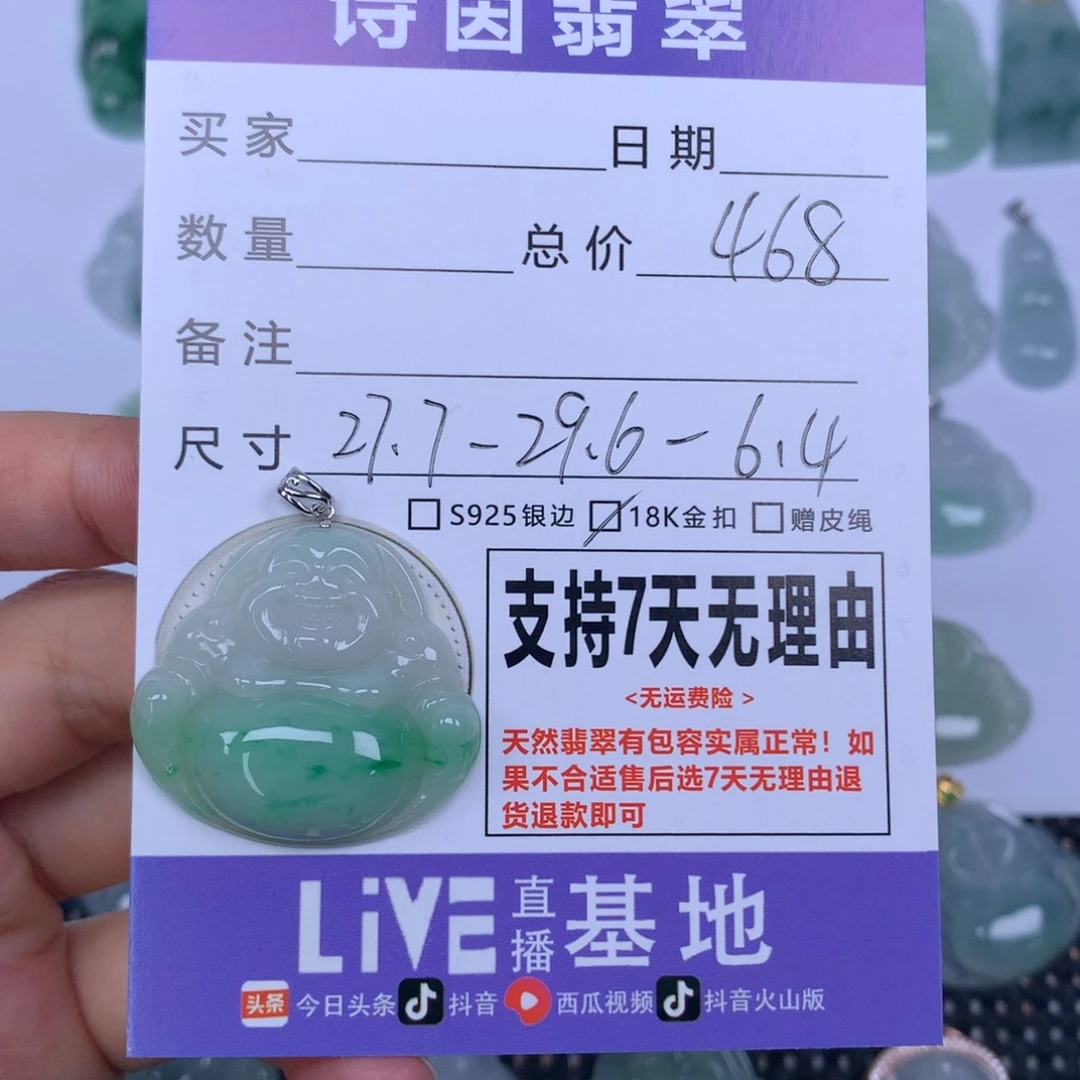 诗因翡翠
买家 日期
数量 总价 468
备注
尺寸 27.7-29.6-6.4
S925银边 18K金扣 赠皮绳
支持7天无理由
<无运费险>
天然翡翠有包容实属正常！如
果不合适售后选7天无理由退
货退款即可
LiVE 直播 基地
头条 今日头条 抖音 西瓜视频 抖音火山版